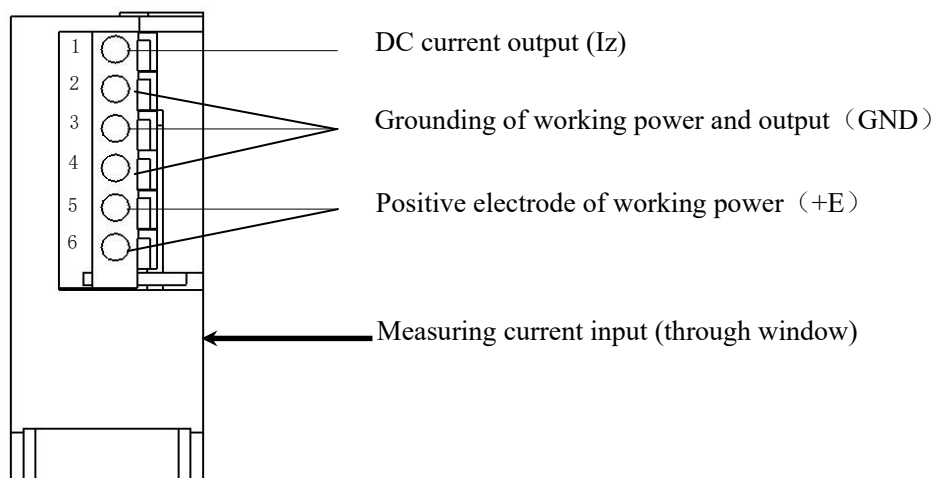 1 DC current output (Iz)
2
3 Grounding of working power and output（GND）
4
5 Positive electrode of working power（+E）
6
Measuring current input (through window)